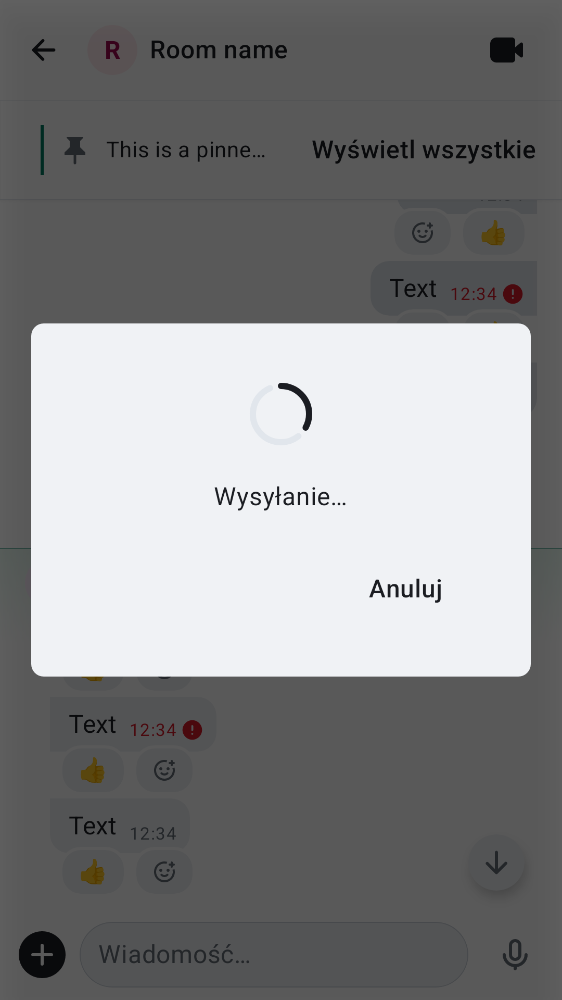 R Room name
This is a pinne… Wyświetl wszystkie
Text 12:34
Wysyłanie…
Anuluj
Text 12:34
Text 12:34
Wiadomość…